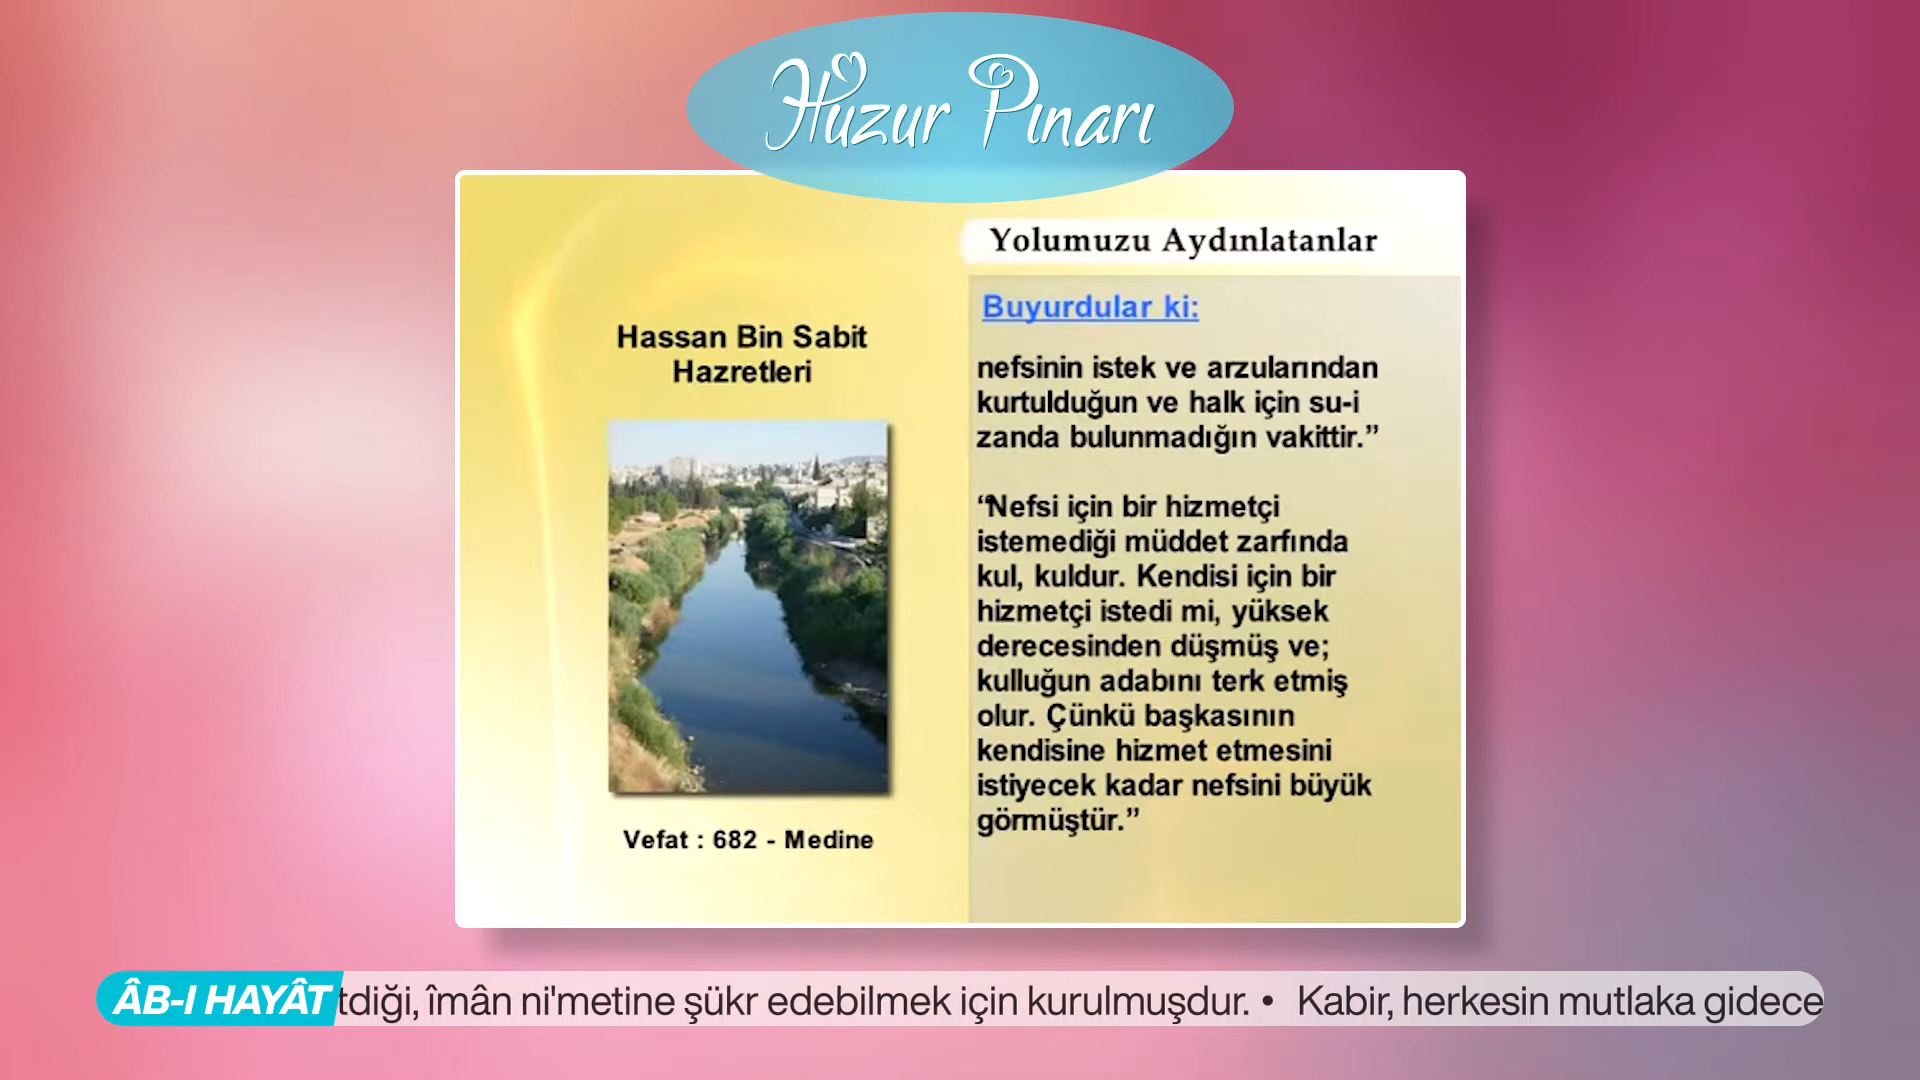 Huzur Pınarı
Yolumuzu Aydınlatanlar
Hassan Bin Sabit
Hazretleri
Vefat : 682 - Medine
Buyurdular ki:
nefsinin istek ve arzularından
kurtulduğun ve halk için su-i
zanda bulunmadığın vakittir.”
“Nefsi için bir hizmetçi
istemediği müddet zarfında
kul, kuldur. Kendisi için bir
hizmetçi istedi mi, yüksek
derecesinden düşmüş ve;
kulluğun adabını terk etmiş
olur. Çünkü başkasının
kendisine hizmet etmesini
istiyecek kadar nefsini büyük
görmüştür.”
ÂB-I HAYÂT tdiği, îmân ni'metine şükr edebilmek için kurulmuşdur. • Kabir, herkesin mutlaka gidece